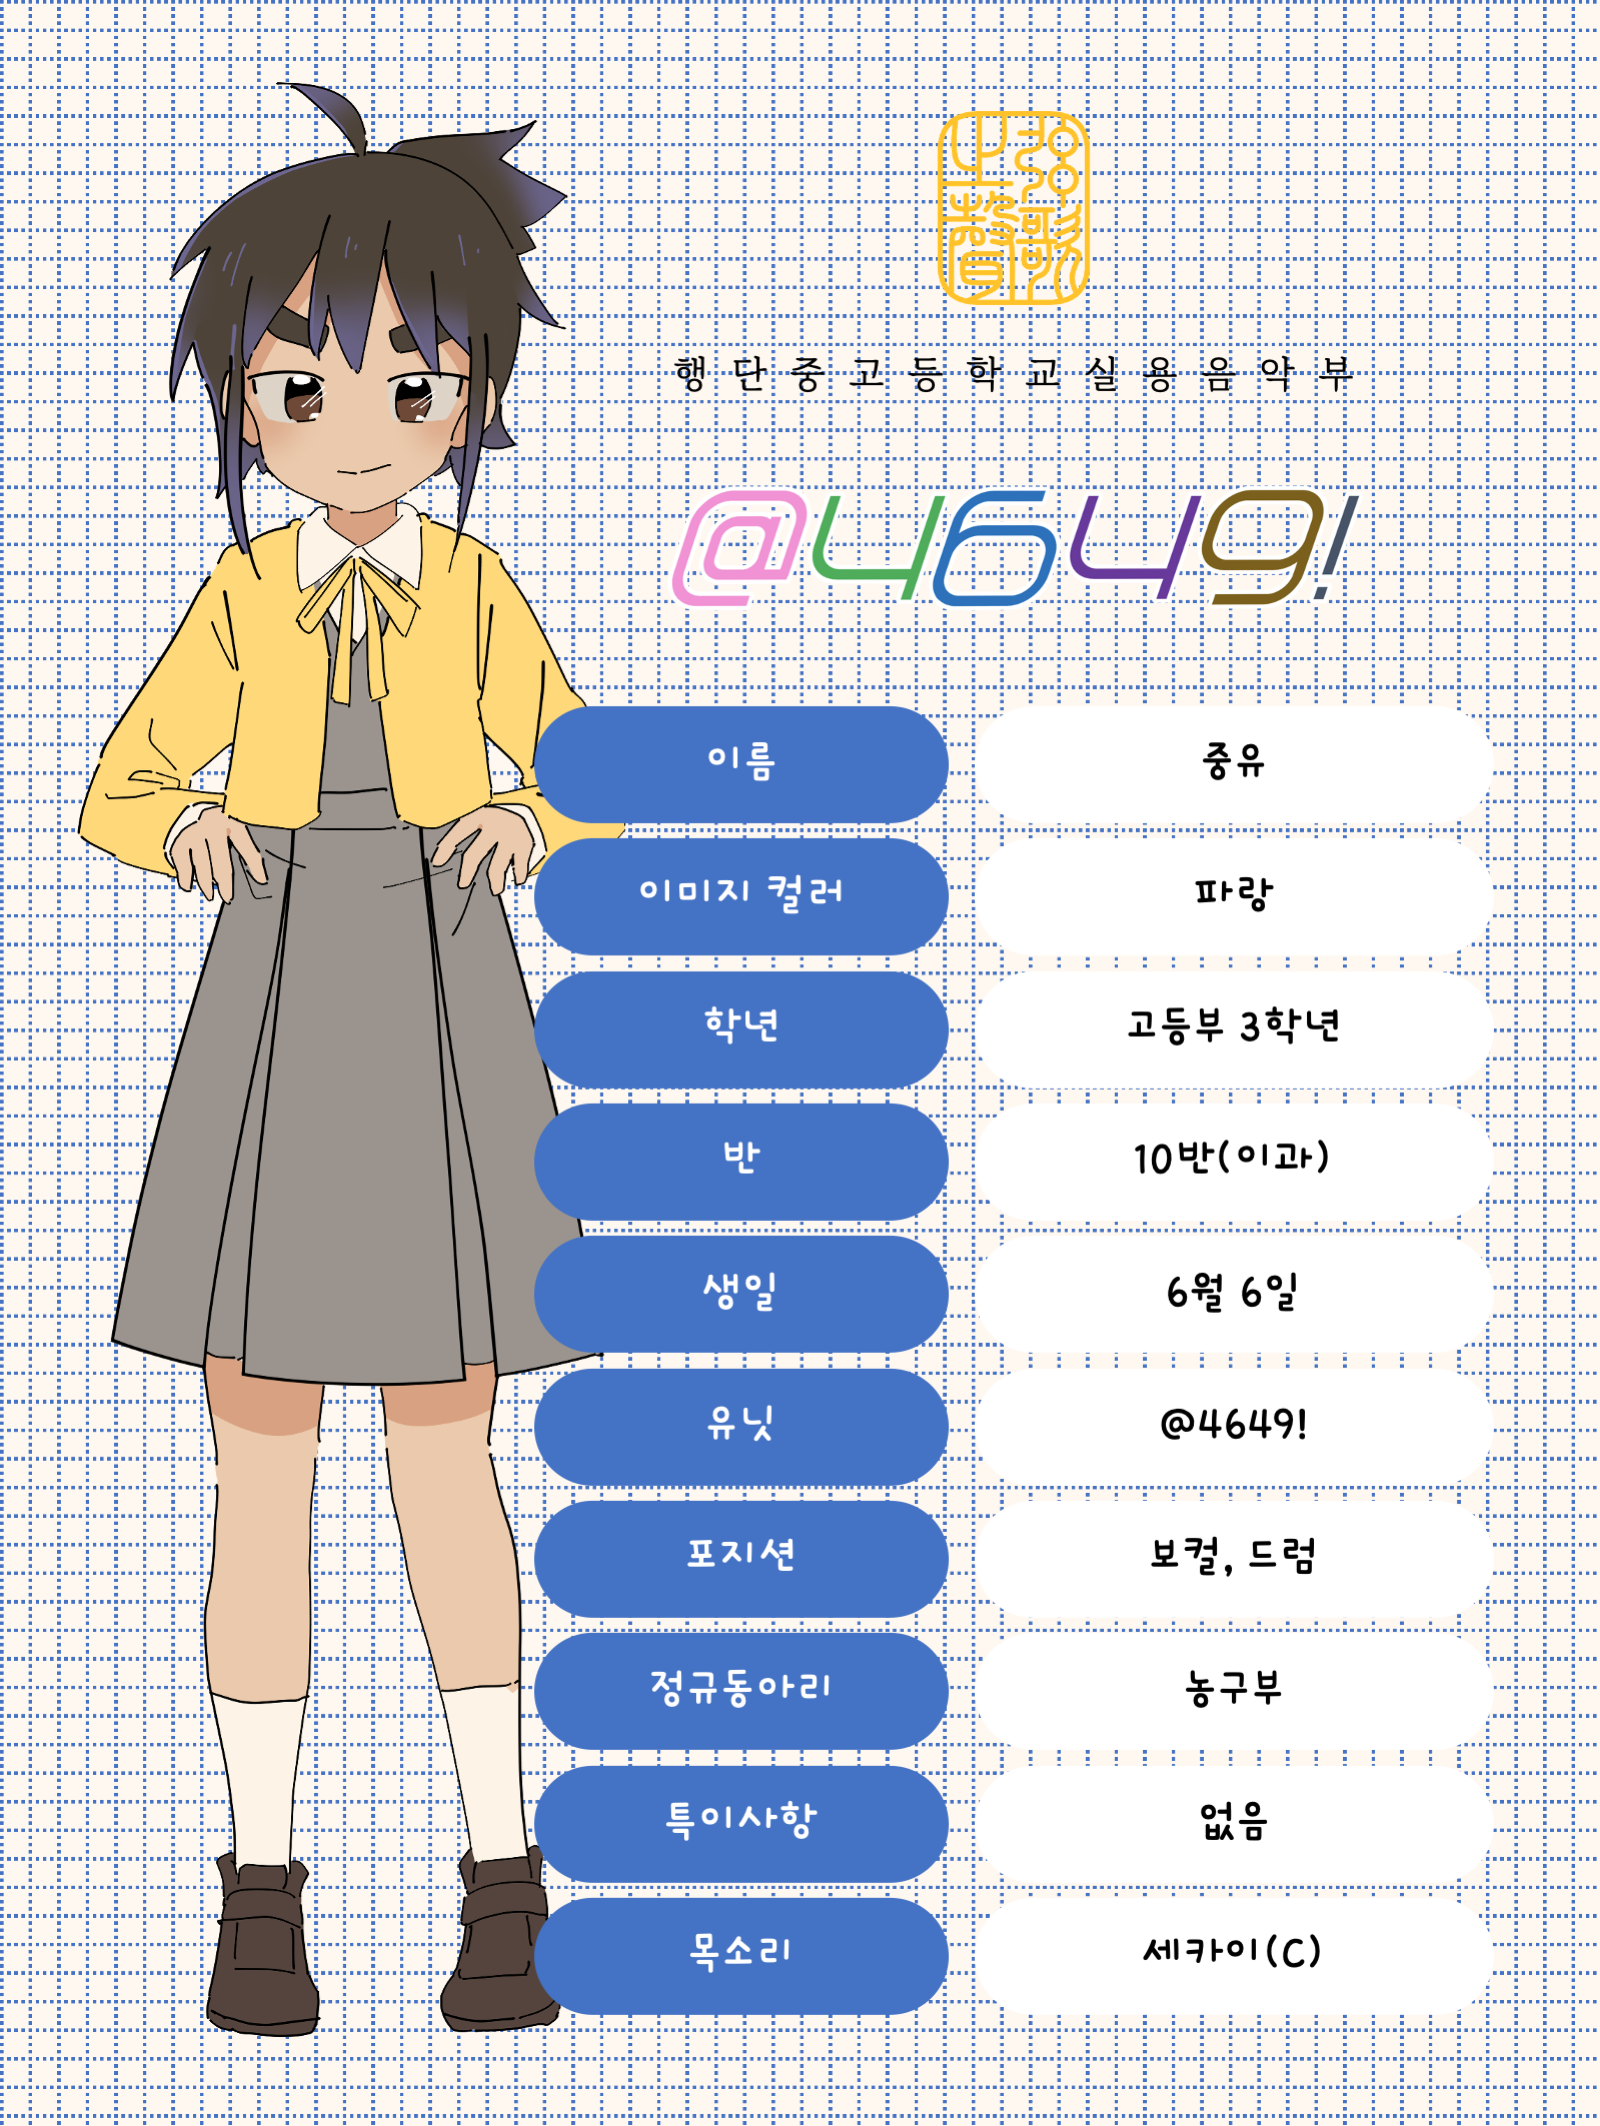 행단중고등학교실용음악부
@4649!
이름 중유
이미지 컬러 파랑
학년 고등부 3학년
반 10반(이과)
생일 6월 6일
유닛 @4649!
포지션 보컬, 드럼
정규동아리 농구부
특이사항 없음
목소리 세카이(C)